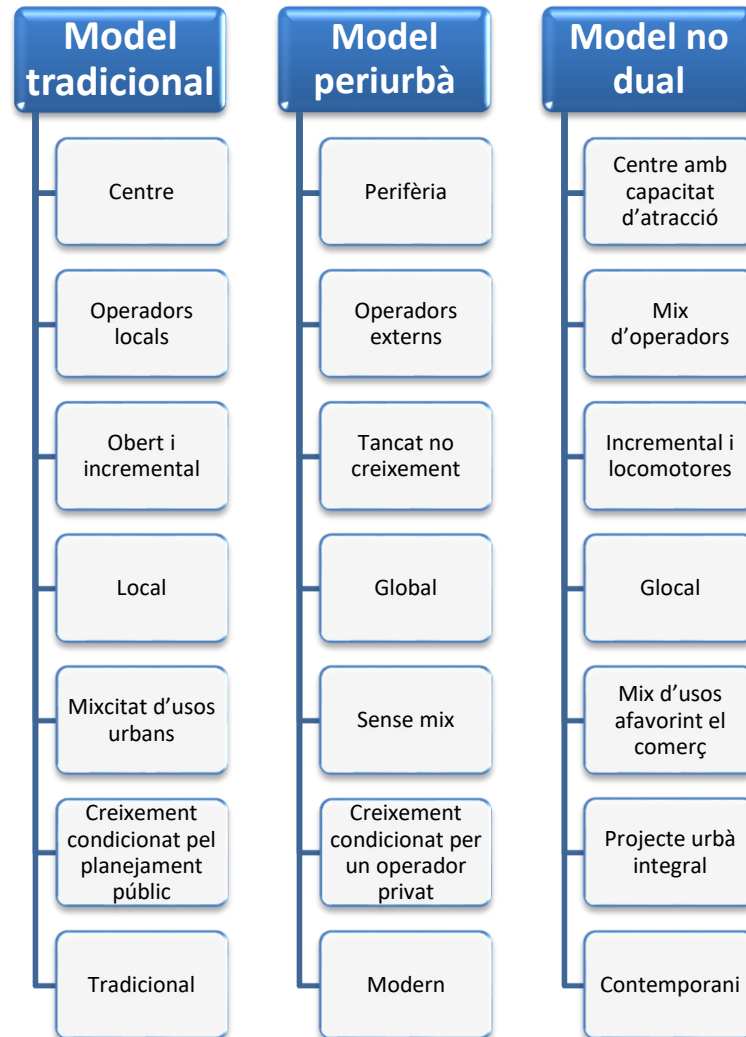 Model
tradicional
Centre
Operadors
locals
Obert i
incremental
Local
Mixcitat d'usos
urbans
Creixement
condicionat pel
planejament
públic
Tradicional
Model
periurbà
Perifèria
Operadors
externs
Tancat no
creixement
Global
Sense mix
Creixement
condicionat per
un operador
privat
Modern
Model no
dual
Centre amb
capacitat
d'atracció
Mix
d'operadors
Incremental i
locomotores
Glocal
Mix d'usos
afavorint el
comerç
Projecte urbà
integral
Contemporani